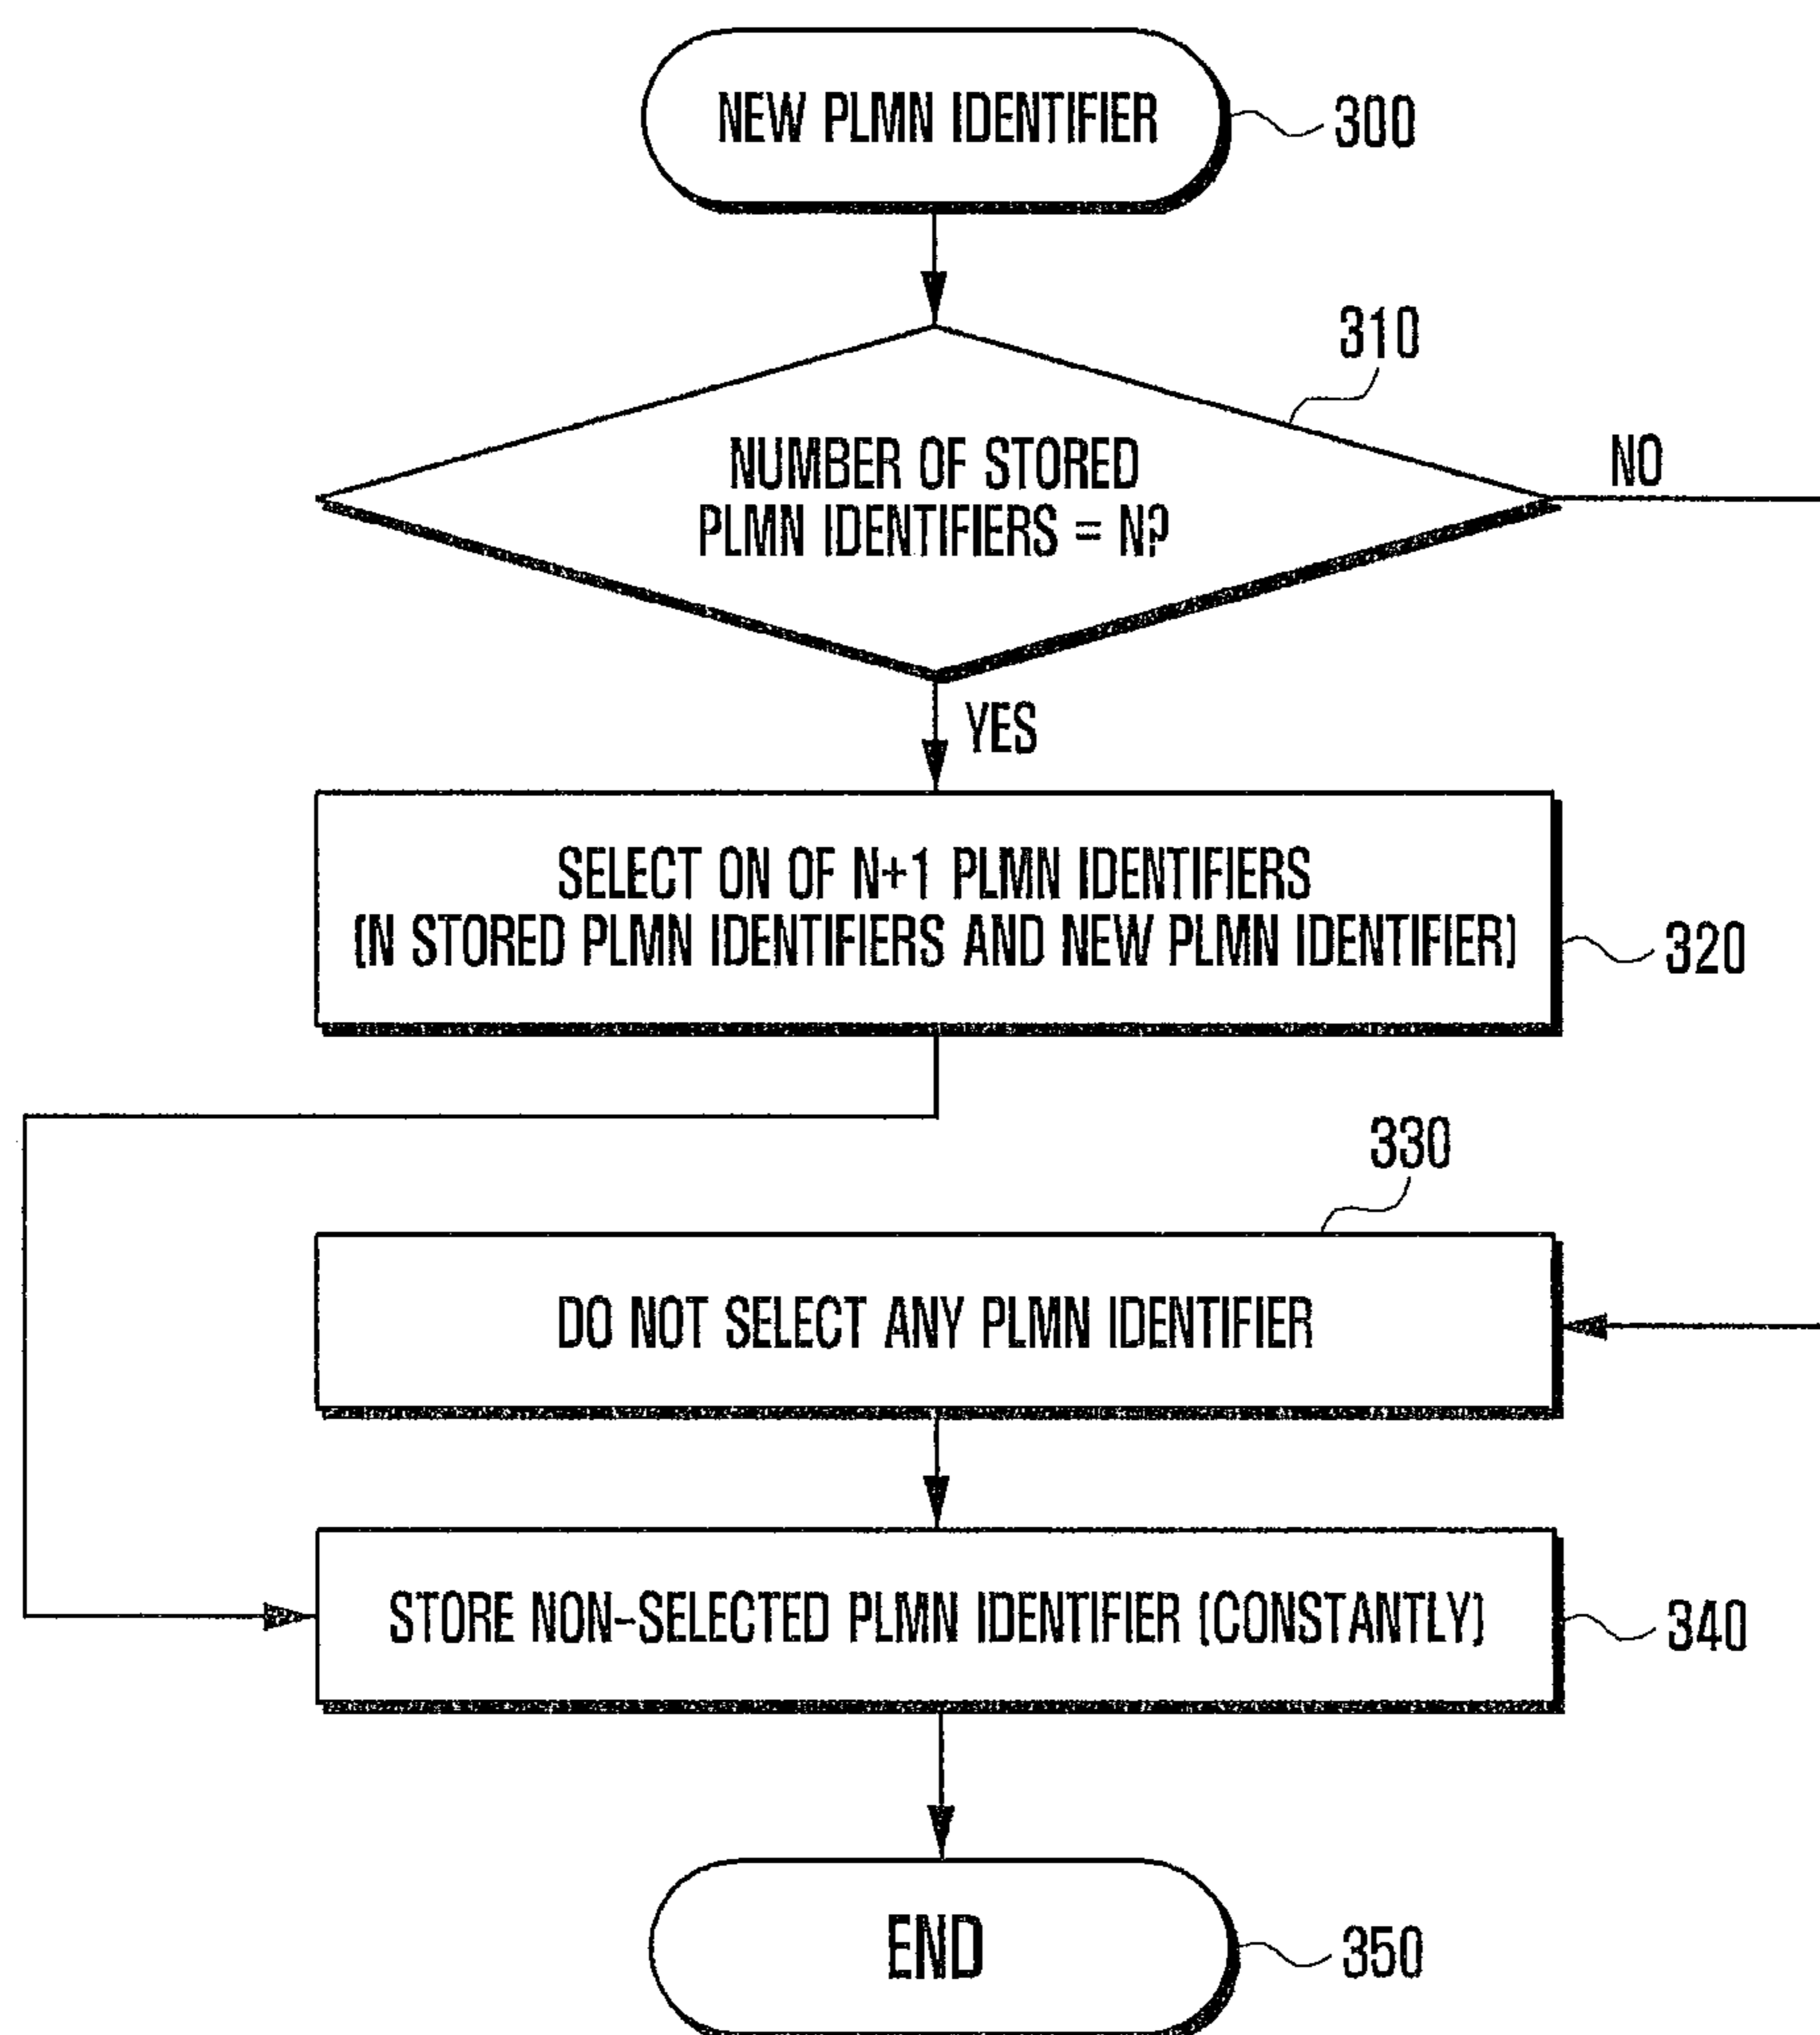 NEW PLMN IDENTIFIER
300
310
NUMBER OF STORED
PLMN IDENTIFIERS = N?
NO
YES
SELECT ON OF N+1 PLMN IDENTIFIERS
(N STORED PLMN IDENTIFIERS AND NEW PLMN IDENTIFIER)
320
330
DO NOT SELECT ANY PLMN IDENTIFIER
STORE NON-SELECTED PLMN IDENTIFIER (CONSTANTLY)
340
END
350